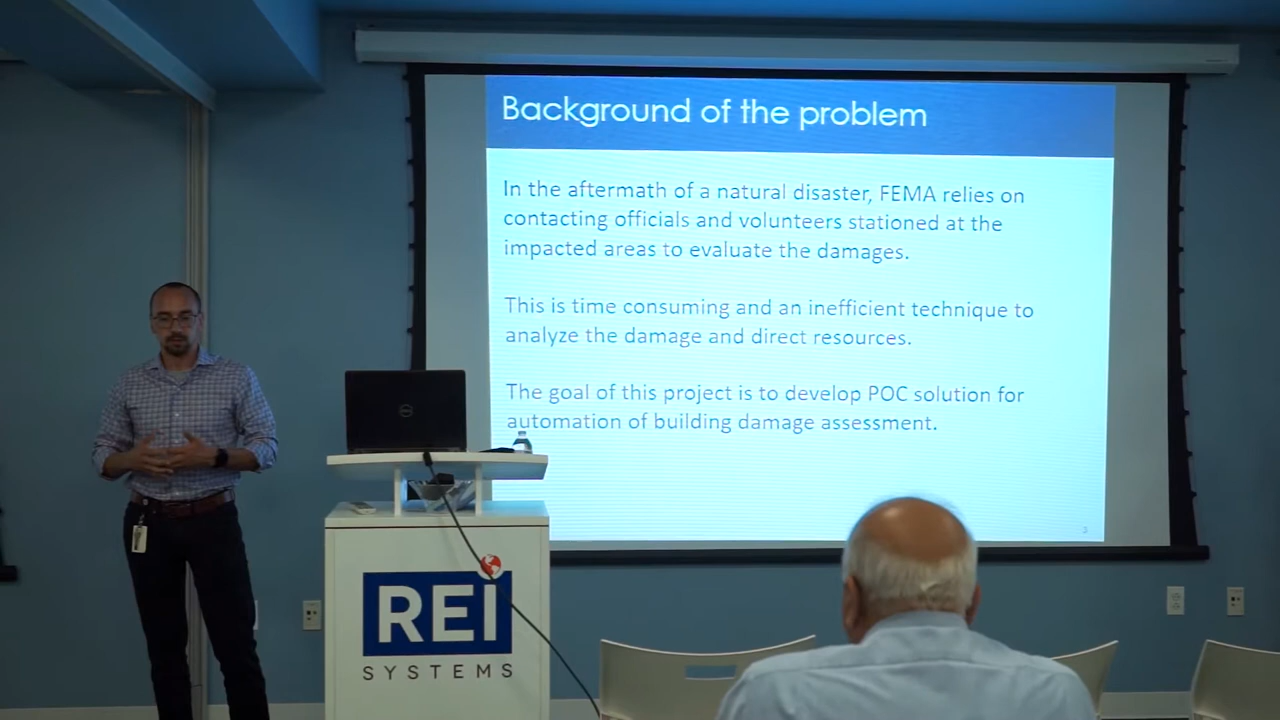 Background of the problem
In the aftermath of a natural disaster, FEMA relies on
contacting officials and volunteers stationed at the
impacted areas to evaluate the damages.
This is time consuming and an inefficient technique to
analyze the damage and direct resources.
The goal of this project is to develop POC solution for
automation of building damage assessment.
DELL
REI
SYSTEMS